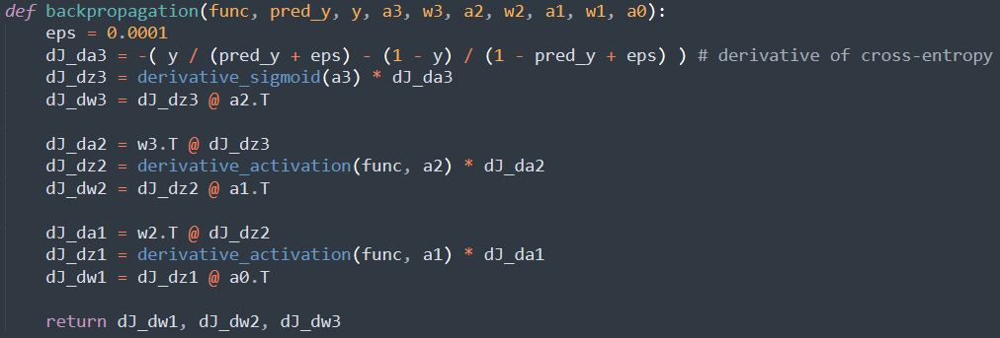 def backpropagation(func, pred_y, y, a3, w3, a2, w2, a1, w1, a0):
    eps = 0.0001
    dJ_da3 = -( y / (pred_y + eps) - (1 - y) / (1 - pred_y + eps) ) # derivative of cross-entropy
    dJ_dz3 = derivative_sigmoid(a3) * dJ_da3
    dJ_dw3 = dJ_dz3 @ a2.T

    dJ_da2 = w3.T @ dJ_dz3
    dJ_dz2 = derivative_activation(func, a2) * dJ_da2
    dJ_dw2 = dJ_dz2 @ a1.T

    dJ_da1 = w2.T @ dJ_dz2
    dJ_dz1 = derivative_activation(func, a1) * dJ_da1
    dJ_dw1 = dJ_dz1 @ a0.T

    return dJ_dw1, dJ_dw2, dJ_dw3